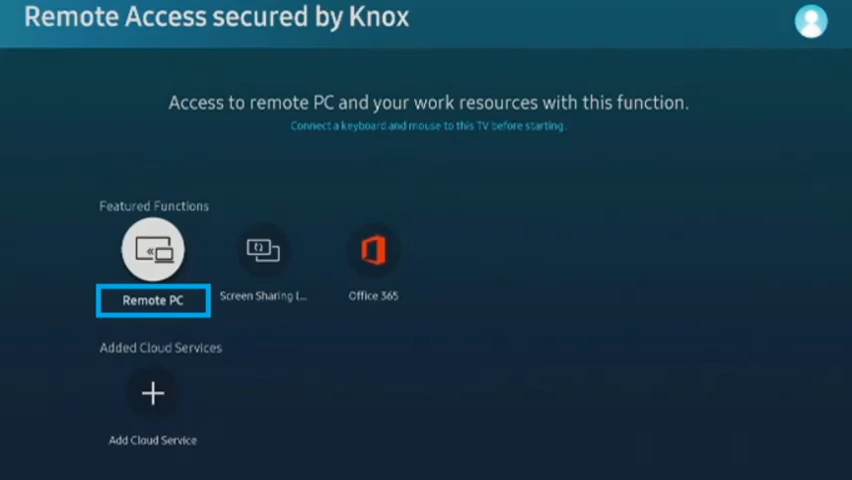 Remote Access secured by Knox
Access to remote PC and your work resources with this function.
Connect a keyboard and mouse to this TV before starting.
Featured Functions
Remote PC
Screen Sharing (...
Office 365
Added Cloud Services
Add Cloud Service